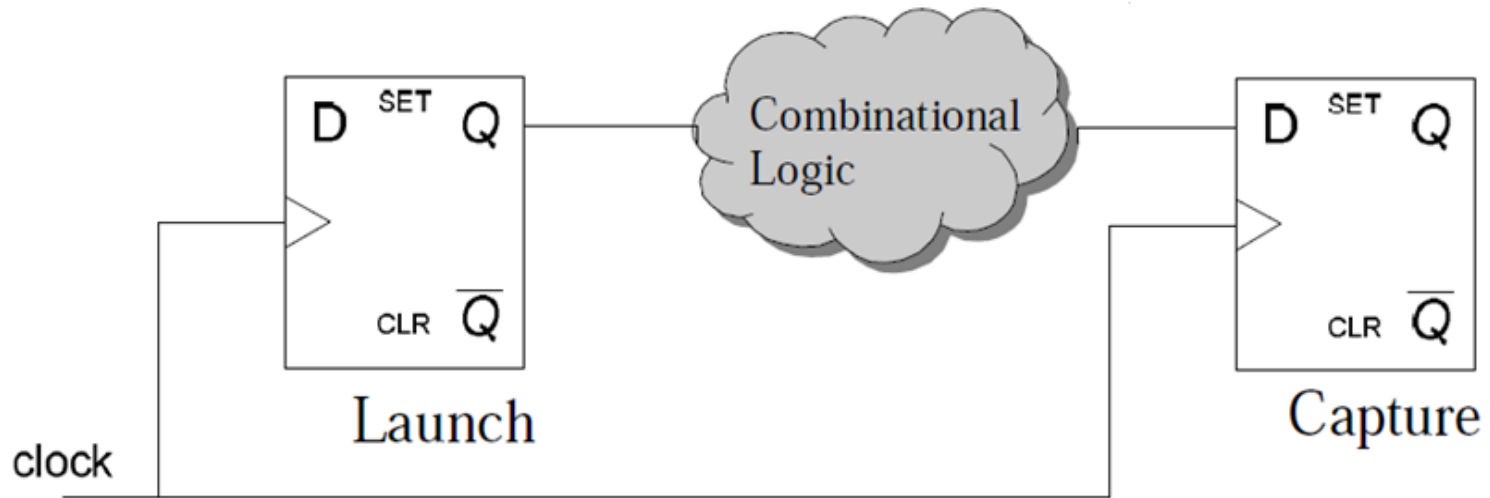 D SET Q
CLR Q̅
Launch
clock
Combinational
Logic
D SET Q
CLR Q̅
Capture